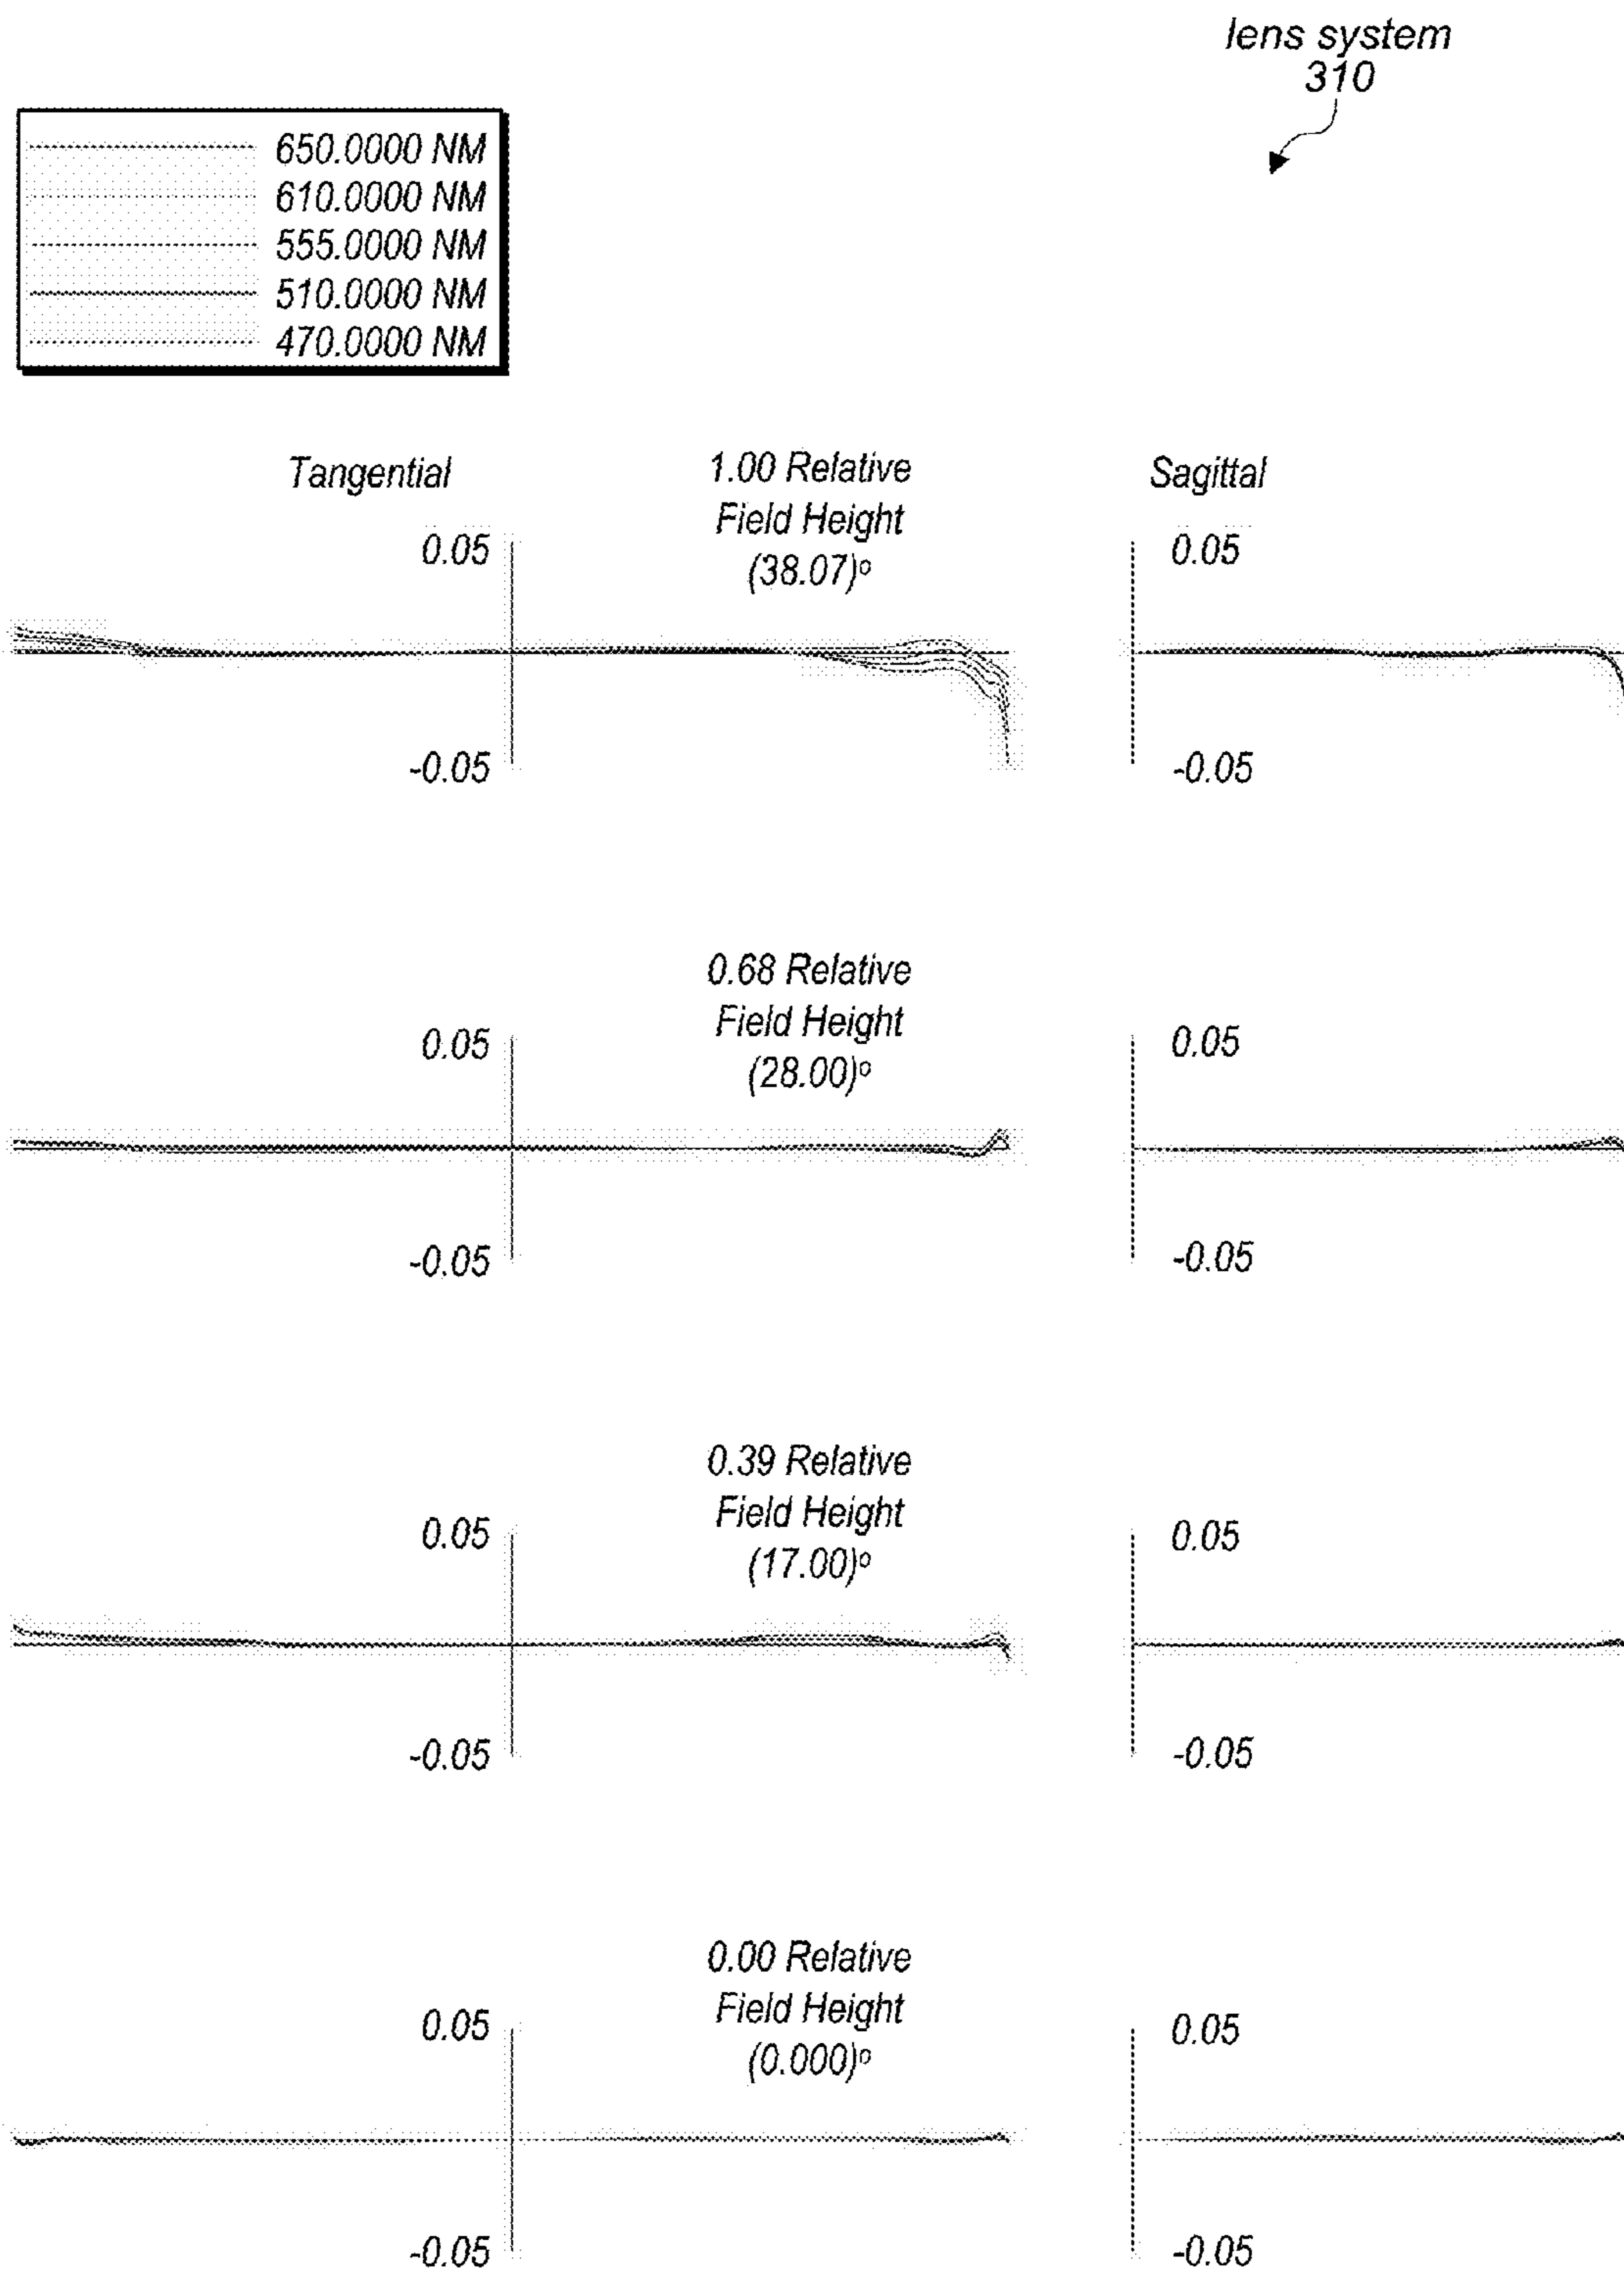 lens system
310
650.0000 NM
610.0000 NM
555.0000 NM
510.0000 NM
470.0000 NM
Tangential
1.00 Relative
Field Height
(38.07)º
Sagittal
0.05
0.05
-0.05
-0.05
0.68 Relative
Field Height
(28.00)º
0.05
0.05
-0.05
-0.05
0.39 Relative
Field Height
(17.00)º
0.05
0.05
-0.05
-0.05
0.00 Relative
Field Height
(0.000)º
0.05
0.05
-0.05
-0.05